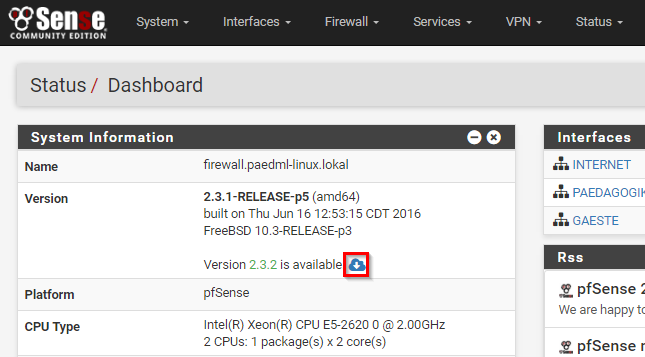 Sense
COMMUNITY EDITION
System
Interfaces
Firewall
Services
VPN
Status
Status / Dashboard
System Information
Name firewall.paedml-linux.lokal
Version 2.3.1-RELEASE-p5 (amd64)
built on Thu Jun 16 12:53:15 CDT 2016
FreeBSD 10.3-RELEASE-p3
Version 2.3.2 is available
Platform pfSense
CPU Type Intel(R) Xeon(R) CPU E5-2620 0 @ 2.00GHz
2 CPUs: 1 package(s) x 2 core(s)
Interfaces
INTERNET
PAEDAGOGIK
GAESTE
Rss
pfSense 2
We are happy to
pfSense